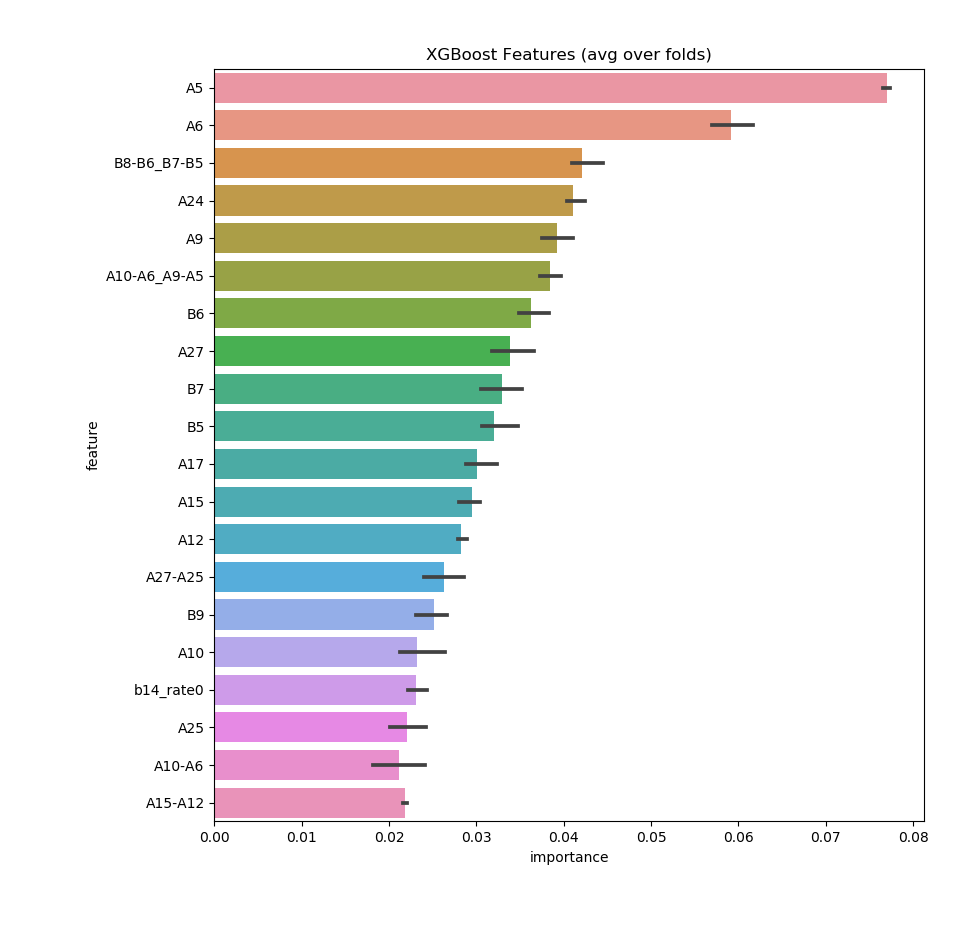 XGBoost Features (avg over folds)
A5
A6
B8-B6_B7-B5
A24
A9
A10-A6_A9-A5
B6
A27
B7
B5
A17
A15
A12
A27-A25
B9
A10
b14_rate0
A25
A10-A6
A15-A12
feature
0.00 0.01 0.02 0.03 0.04 0.05 0.06 0.07 0.08
importance